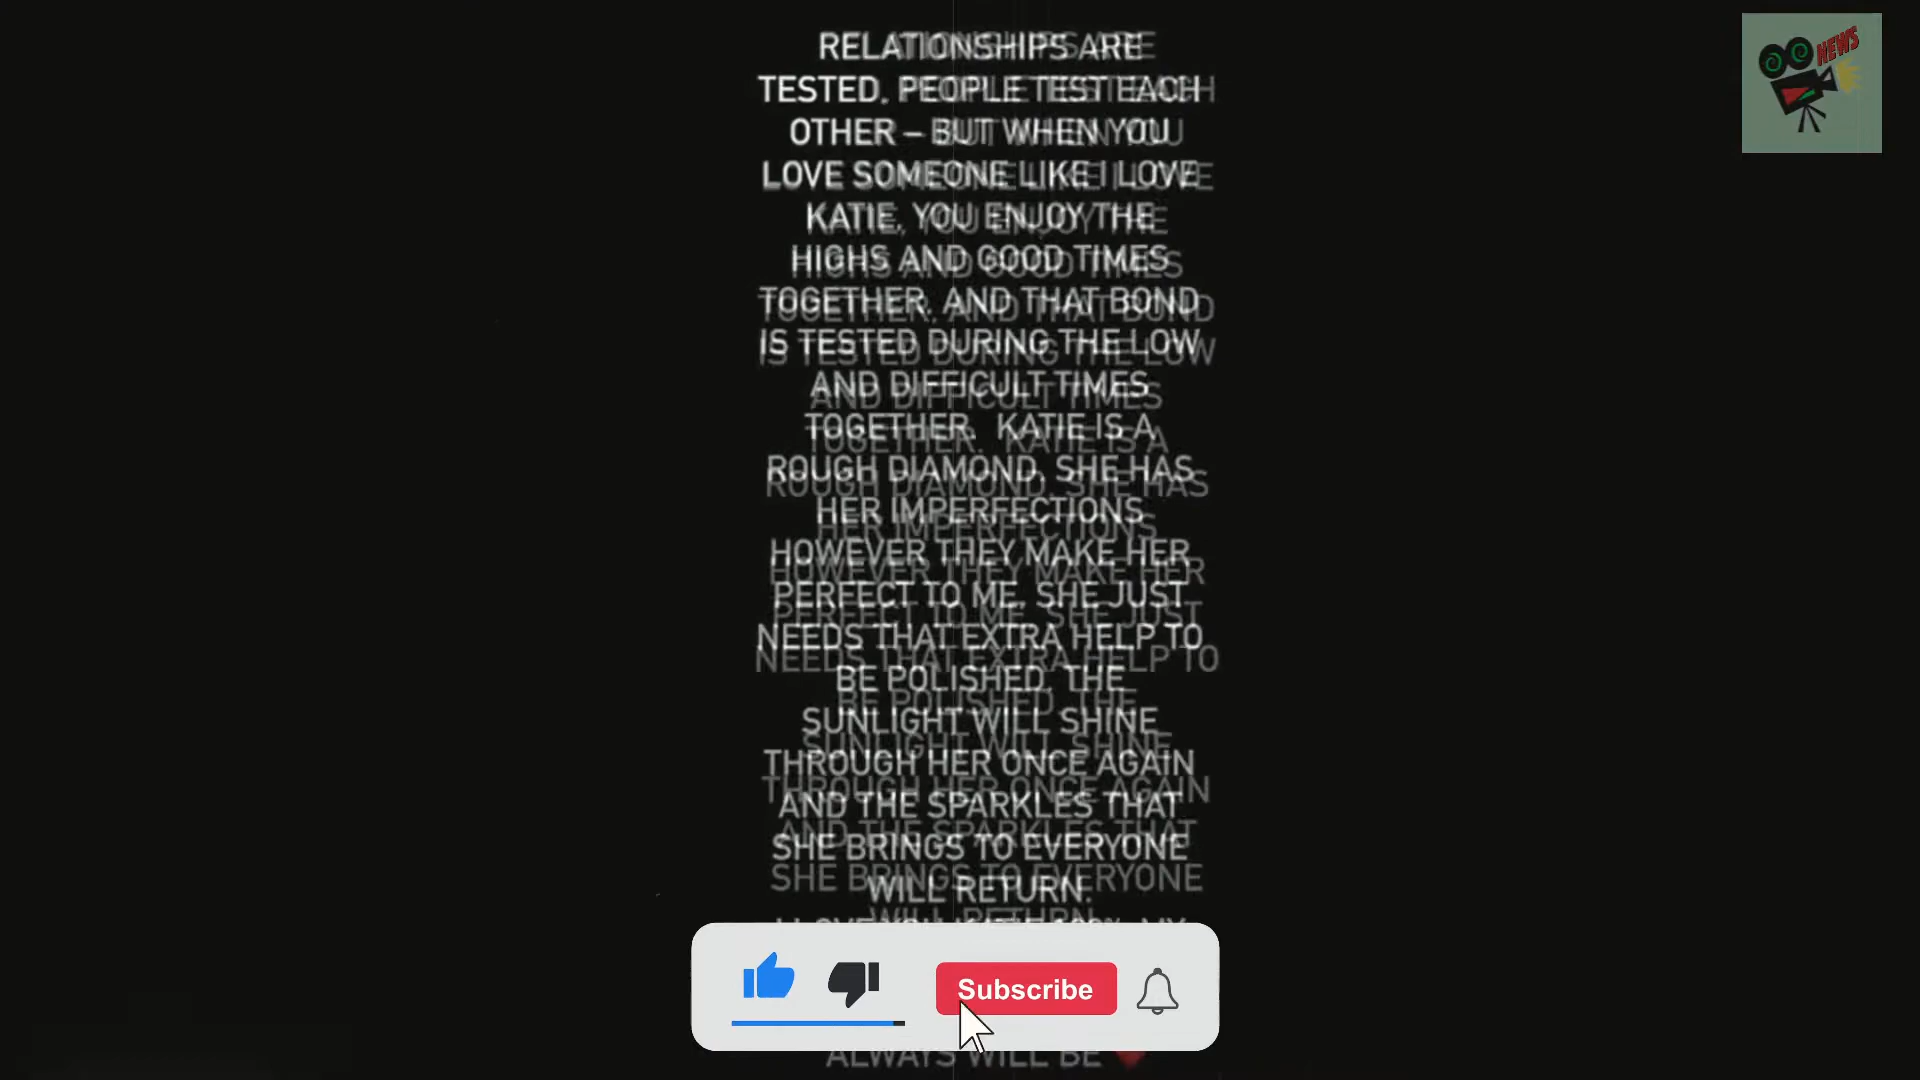 NEWS
RELATIONSHIPS ARE
TESTED, PEOPLE TEST EACH
OTHER – BUT WHEN YOU
LOVE SOMEONE LIKE I LOVE
KATIE, YOU ENJOY THE
HIGHS AND GOOD TIMES
TOGETHER, AND THAT BOND
IS TESTED DURING THE LOW
AND DIFFICULT TIMES
TOGETHER. KATIE IS A
ROUGH DIAMOND, SHE HAS
HER IMPERFECTIONS
HOWEVER THEY MAKE HER
PERFECT TO ME, SHE JUST
NEEDS THAT EXTRA HELP TO
BE POLISHED, THE
SUNLIGHT WILL SHINE
THROUGH HER ONCE AGAIN
AND THE SPARKLES THAT
SHE BRINGS TO EVERYONE
WILL RETURN.
Subscribe
ALWAYS WILL BE